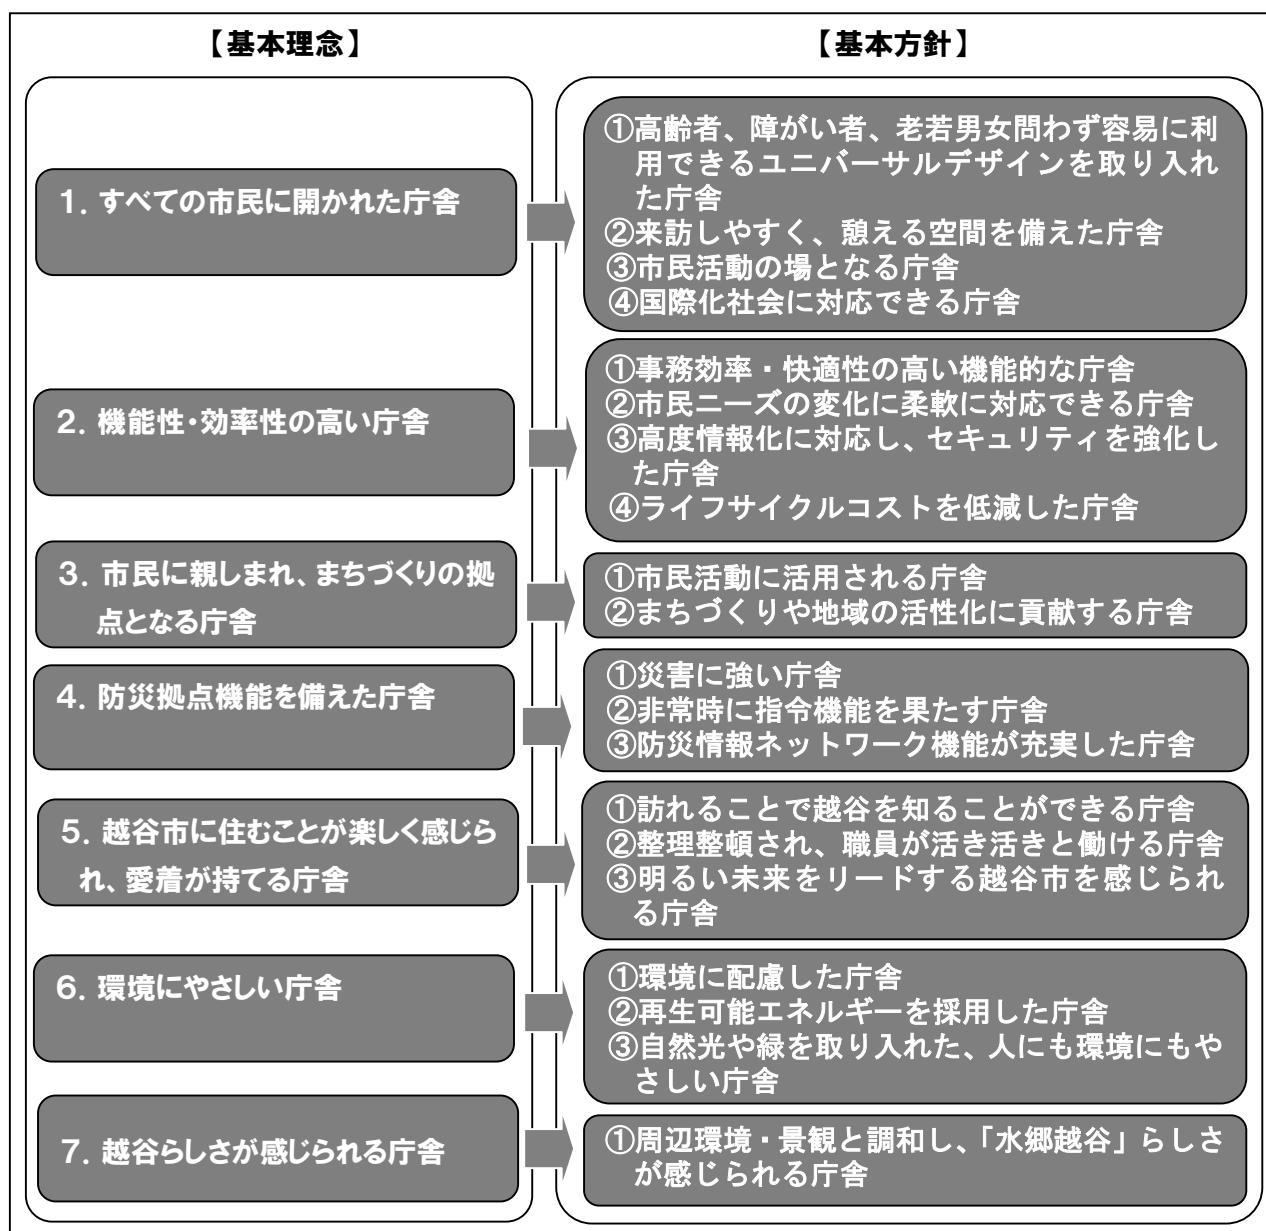 【基本理念】
【基本方針】
1. すべての市民に開かれた庁舎
①高齢者、障がい者、老若男女問わず容易に利
用できるユニバーサルデザインを取り入れ
た庁舎
②来訪しやすく、憩える空間を備えた庁舎
③市民活動の場となる庁舎
④国際化社会に対応できる庁舎
2. 機能性・効率性の高い庁舎
①事務効率・快適性の高い機能的な庁舎
②市民ニーズの変化に柔軟に対応できる庁舎
③高度情報化に対応し、セキュリティを強化し
た庁舎
④ライフサイクルコストを低減した庁舎
3. 市民に親しまれ、まちづくりの拠
点となる庁舎
①市民活動に活用される庁舎
②まちづくりや地域の活性化に貢献する庁舎
4. 防災拠点機能を備えた庁舎
①災害に強い庁舎
②非常時に指令機能を果たす庁舎
③防災情報ネットワーク機能が充実した庁舎
5. 越谷市に住むことが楽しく感じら
れ、愛着が持てる庁舎
①訪れることで越谷を知ることができる庁舎
②整理整頓され、職員が活き活きと働ける庁舎
③明るい未来をリードする越谷市を感じられ
る庁舎
6. 環境にやさしい庁舎
①環境に配慮した庁舎
②再生可能エネルギーを採用した庁舎
③自然光や緑を取り入れた、人にも環境にもや
さしい庁舎
7. 越谷らしさが感じられる庁舎
①周辺環境・景観と調和し、「水郷越谷」らしさ
が感じられる庁舎